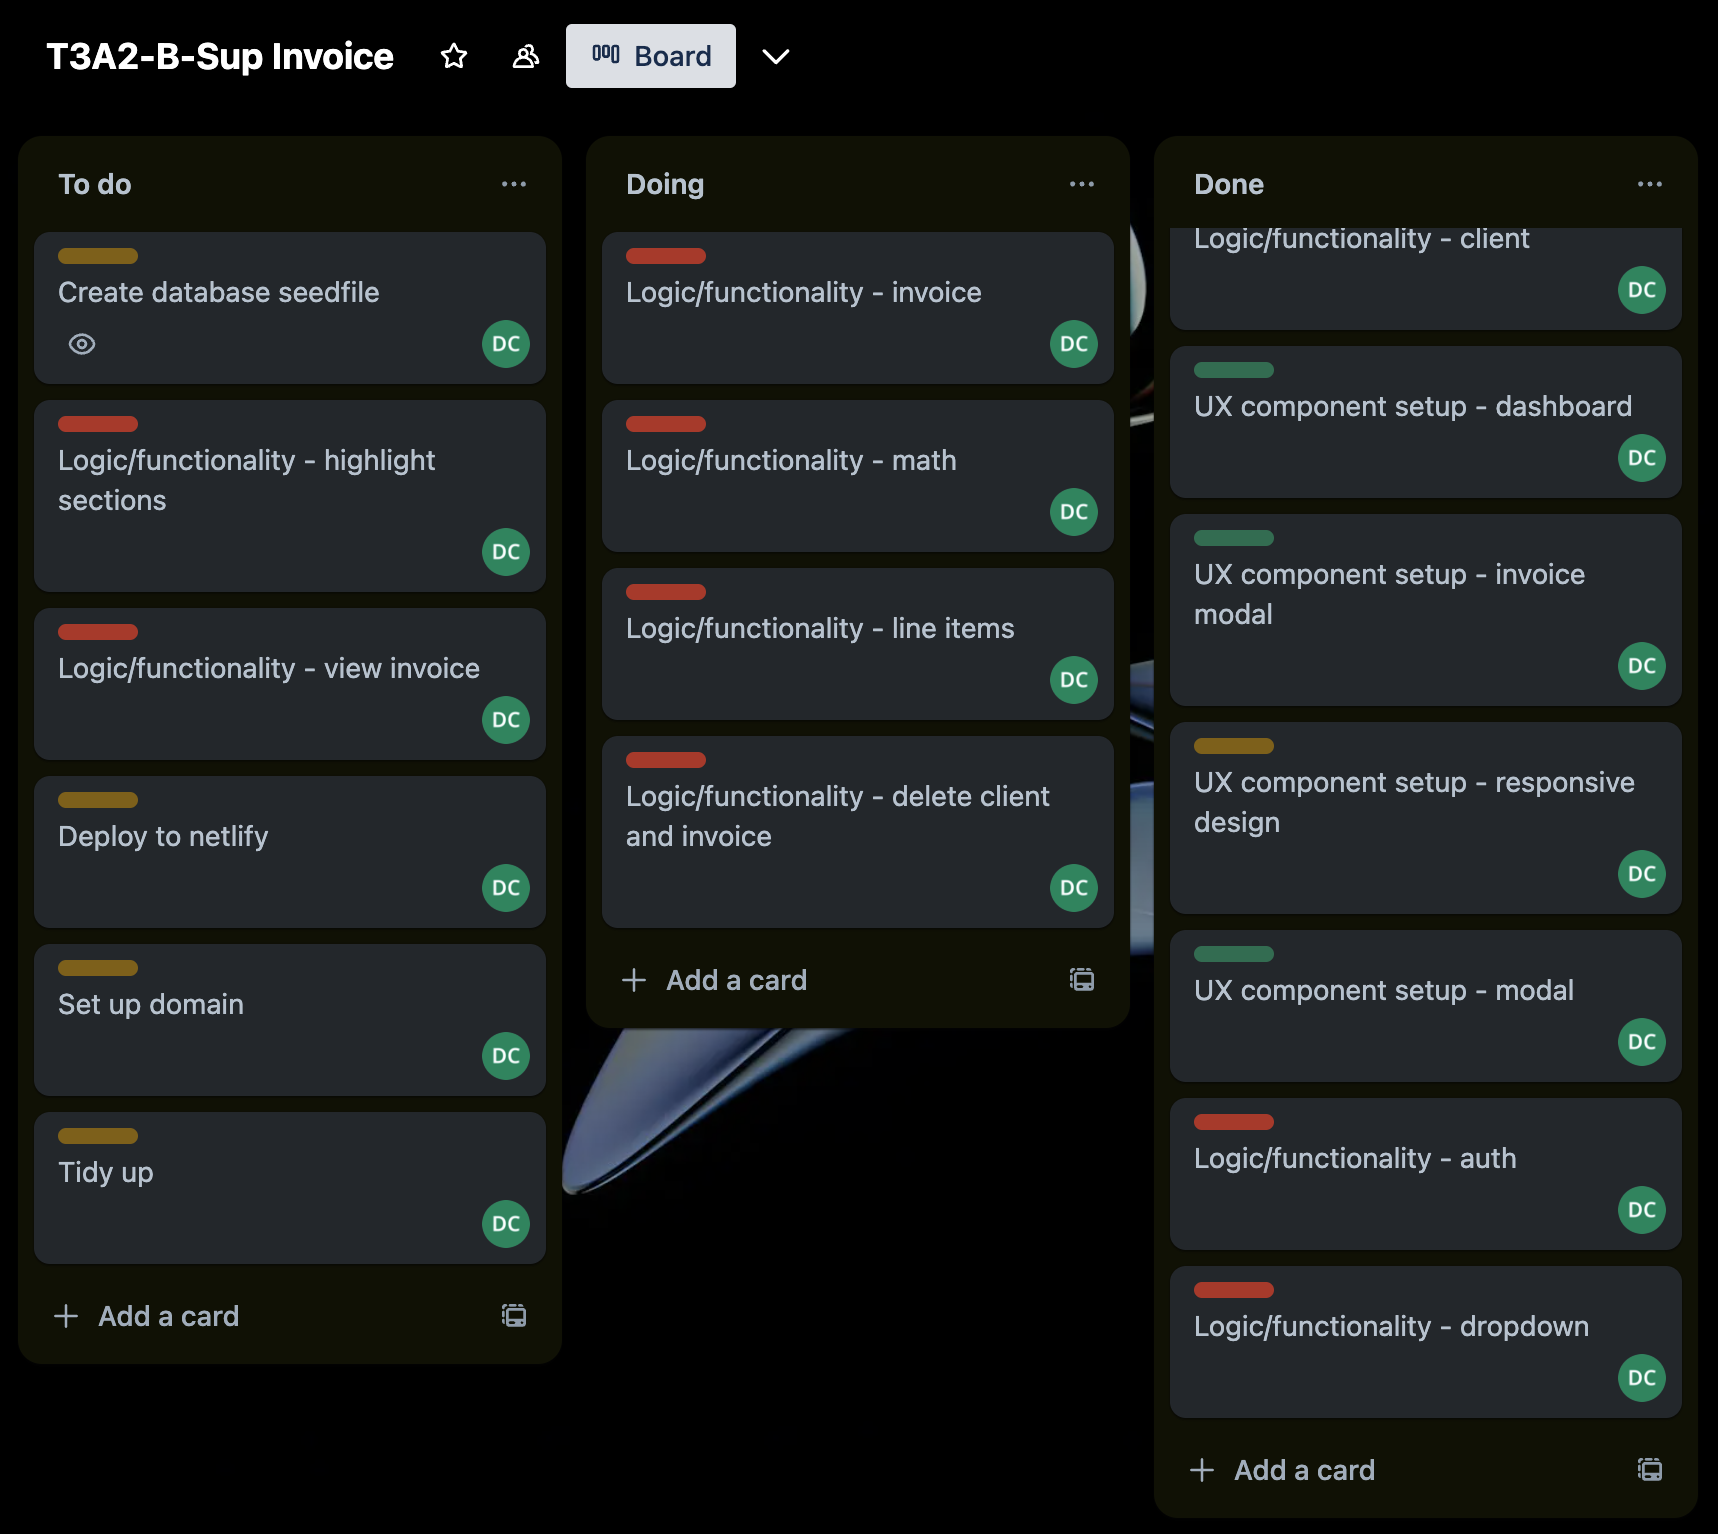 T3A2-B-Sup Invoice
Board
To do
Create database seedfile
DC
Logic/functionality - highlight
sections
DC
Logic/functionality - view invoice
DC
Deploy to netlify
DC
Set up domain
DC
Tidy up
DC
+ Add a card
Doing
Logic/functionality - invoice
DC
Logic/functionality - math
DC
Logic/functionality - line items
DC
Logic/functionality - delete client
and invoice
DC
+ Add a card
Done
Logic/functionality - client
DC
UX component setup - dashboard
DC
UX component setup - invoice
modal
DC
UX component setup - responsive
design
DC
UX component setup - modal
DC
Logic/functionality - auth
DC
Logic/functionality - dropdown
DC
+ Add a card